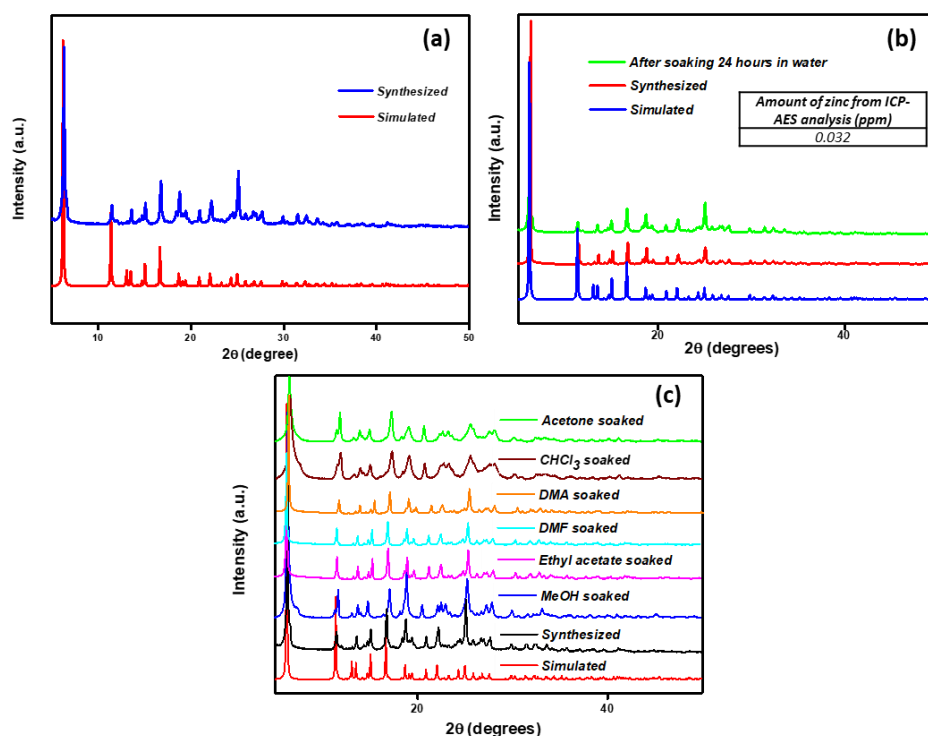 (a)
Synthesized
Simulated
Intensity (a.u.)
10 20 30 40 50
2θ (degree)
(b)
After soaking 24 hours in water
Synthesized
Simulated
Amount of zinc from ICP-
AES analysis (ppm)
0.032
Intensity (a.u.)
20 40
2θ (degrees)
(c)
Acetone soaked
CHCl3 soaked
DMA soaked
DMF soaked
Ethyl acetate soaked
MeOH soaked
Synthesized
Simulated
Intensity (a.u.)
20 40
2θ (degrees)